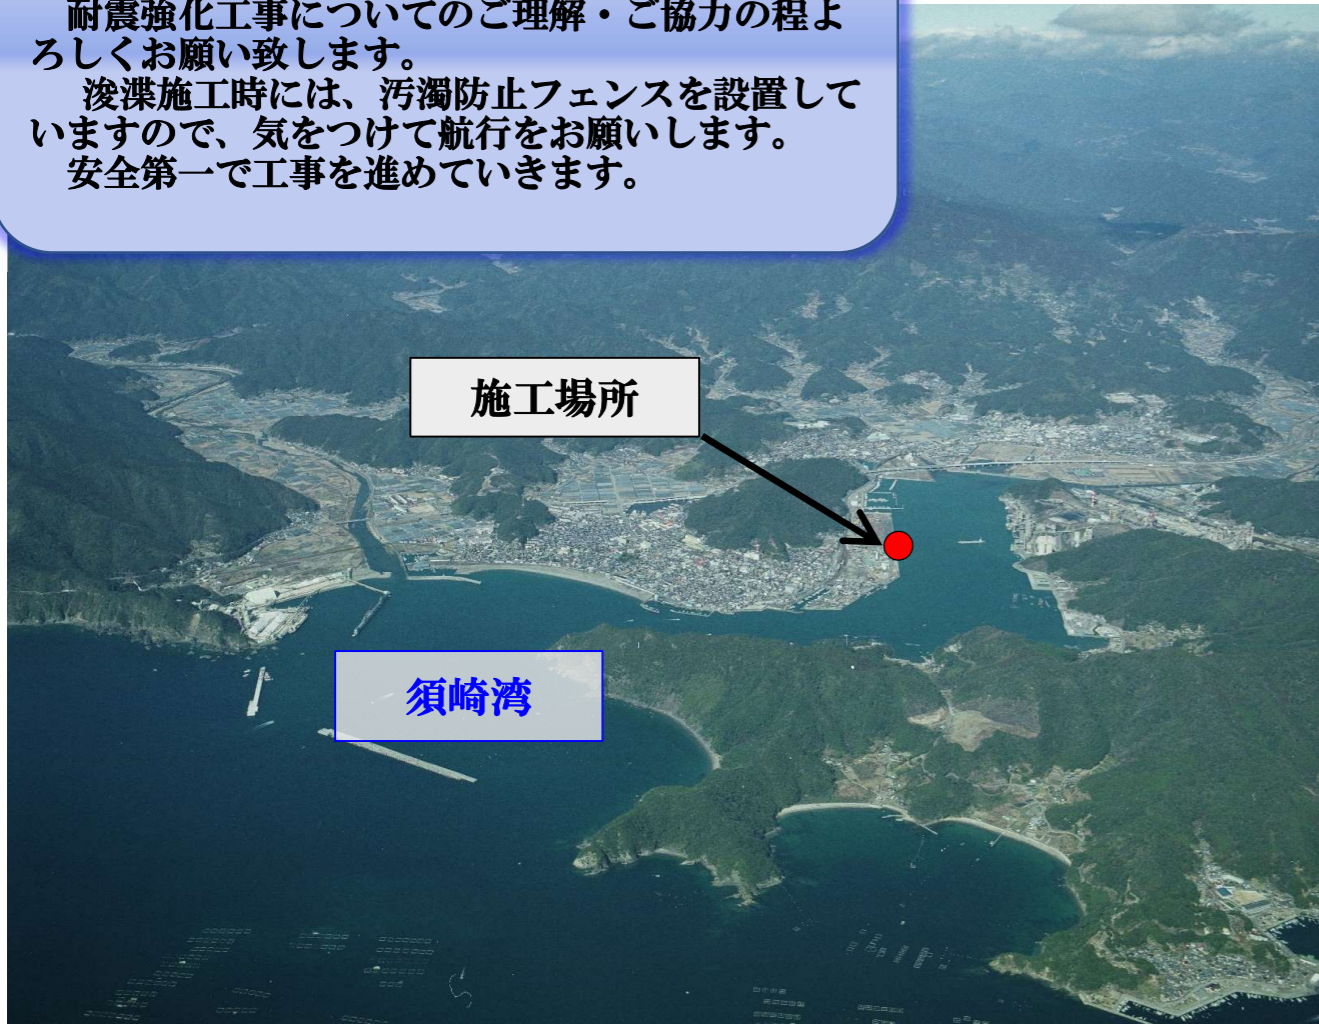 耐震強化工事についてのご理解・ご協力の程よ
ろしくお願い致します。
浚渫施工時には、汚濁防止フェンスを設置して
いますので、気をつけて航行をお願いします。
安全第一で工事を進めていきます。
施工場所
須崎湾